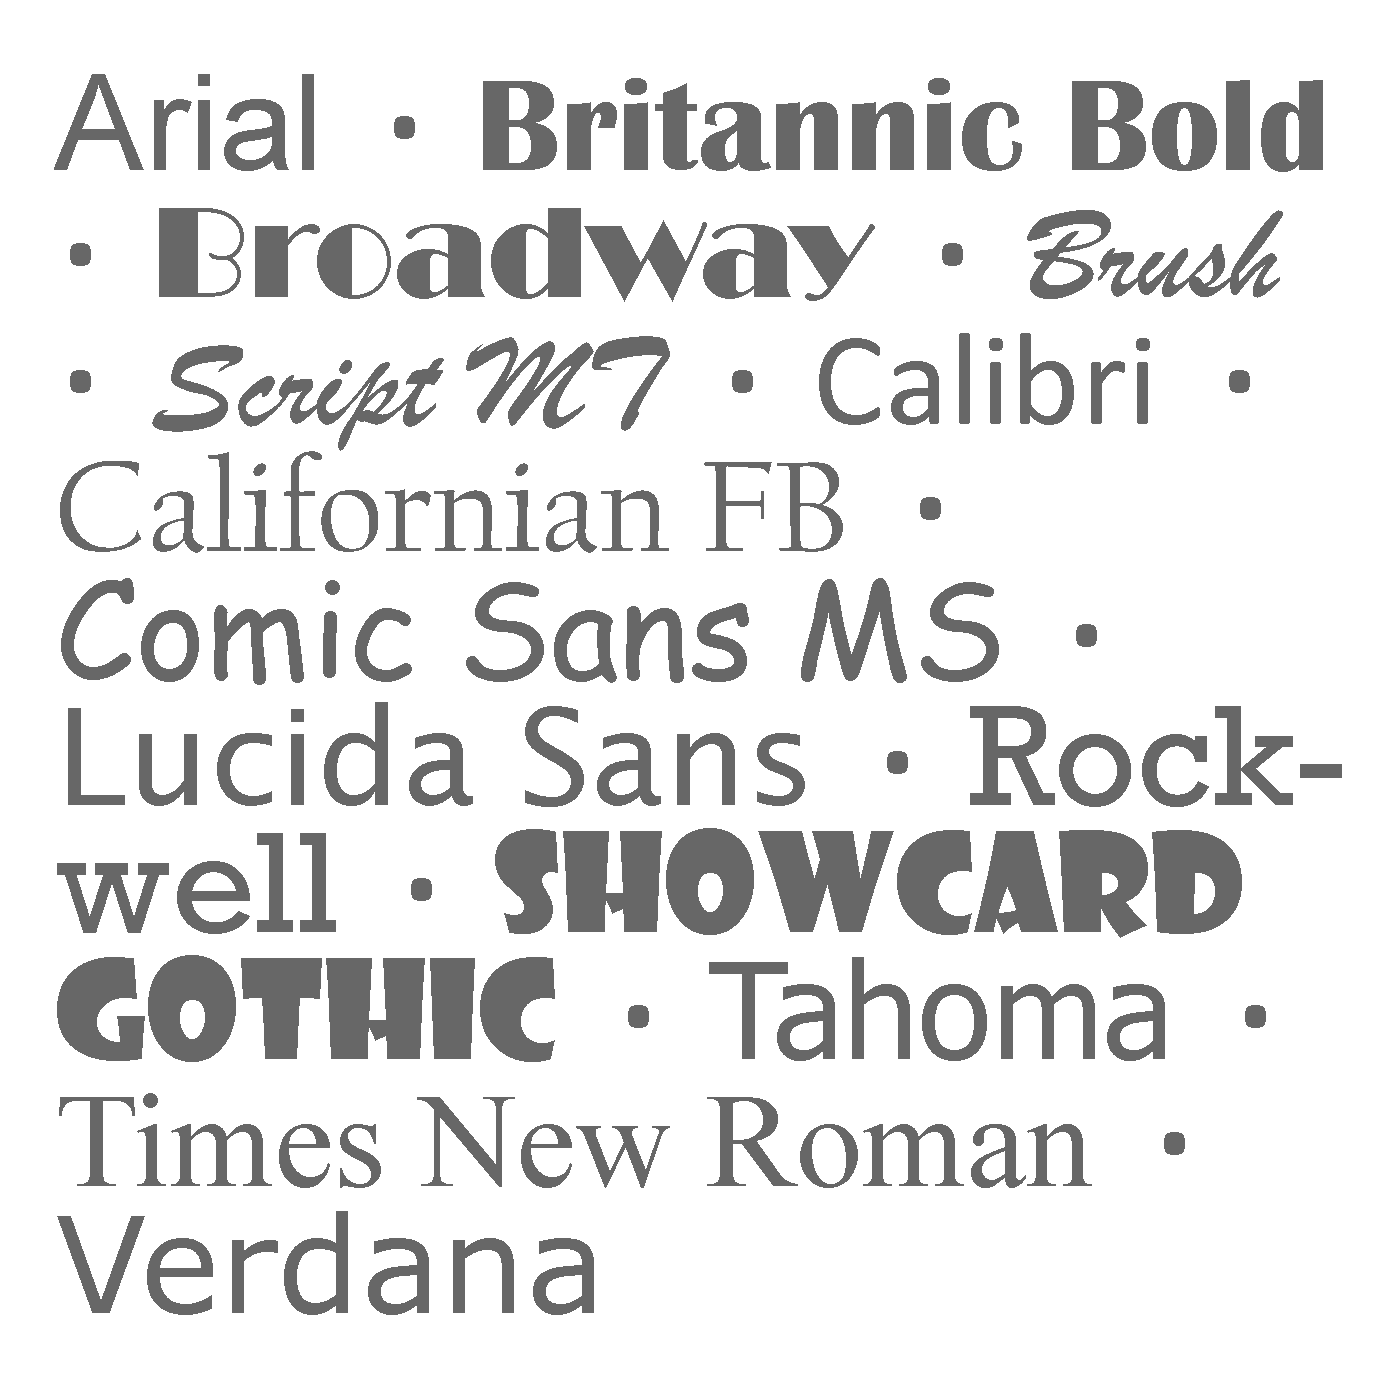 Arial · Britannic Bold
· Broadway · Brush
· Script MT · Calibri ·
Californian FB ·
Comic Sans MS ·
Lucida Sans · Rock-
well · SHOWCARD
GOTHIC · Tahoma ·
Times New Roman ·
Verdana